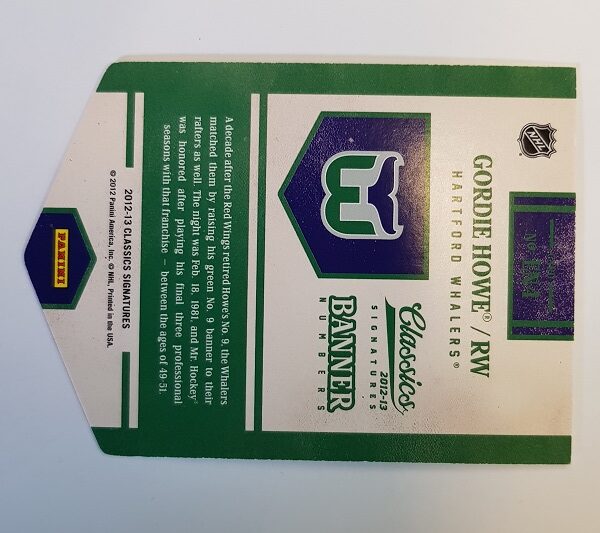 Nº EN1
NHL
GORDIE HOWE® / RW
HARTFORD WHALERS®
Classics
SIGNATURES
2012-13
BANNER
NUMBERS
A decade after the Red Wings retired Howe's No. 9, the Whalers
matched them by raising his green No. 9 banner to their
rafters as well. The night was Feb. 18, 1981, and Mr. Hockey®
was honored after playing his final three professional
seasons with that franchise — between the ages of 49-51.
2012-13 CLASSICS SIGNATURES
© 2012 Panini America, Inc. © NHL. Printed in the USA.
PANINI